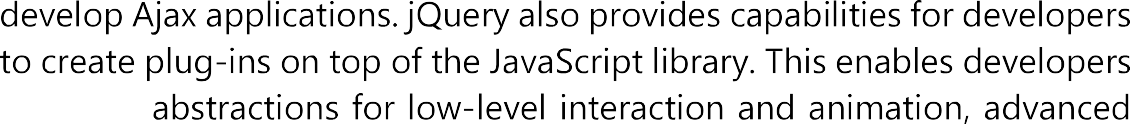 develop Ajax applications. jQuery also provides capabilities for developers
to create plug-ins on top of the JavaScript library. This enables developers
abstractions for low-level interaction and animation, advanced